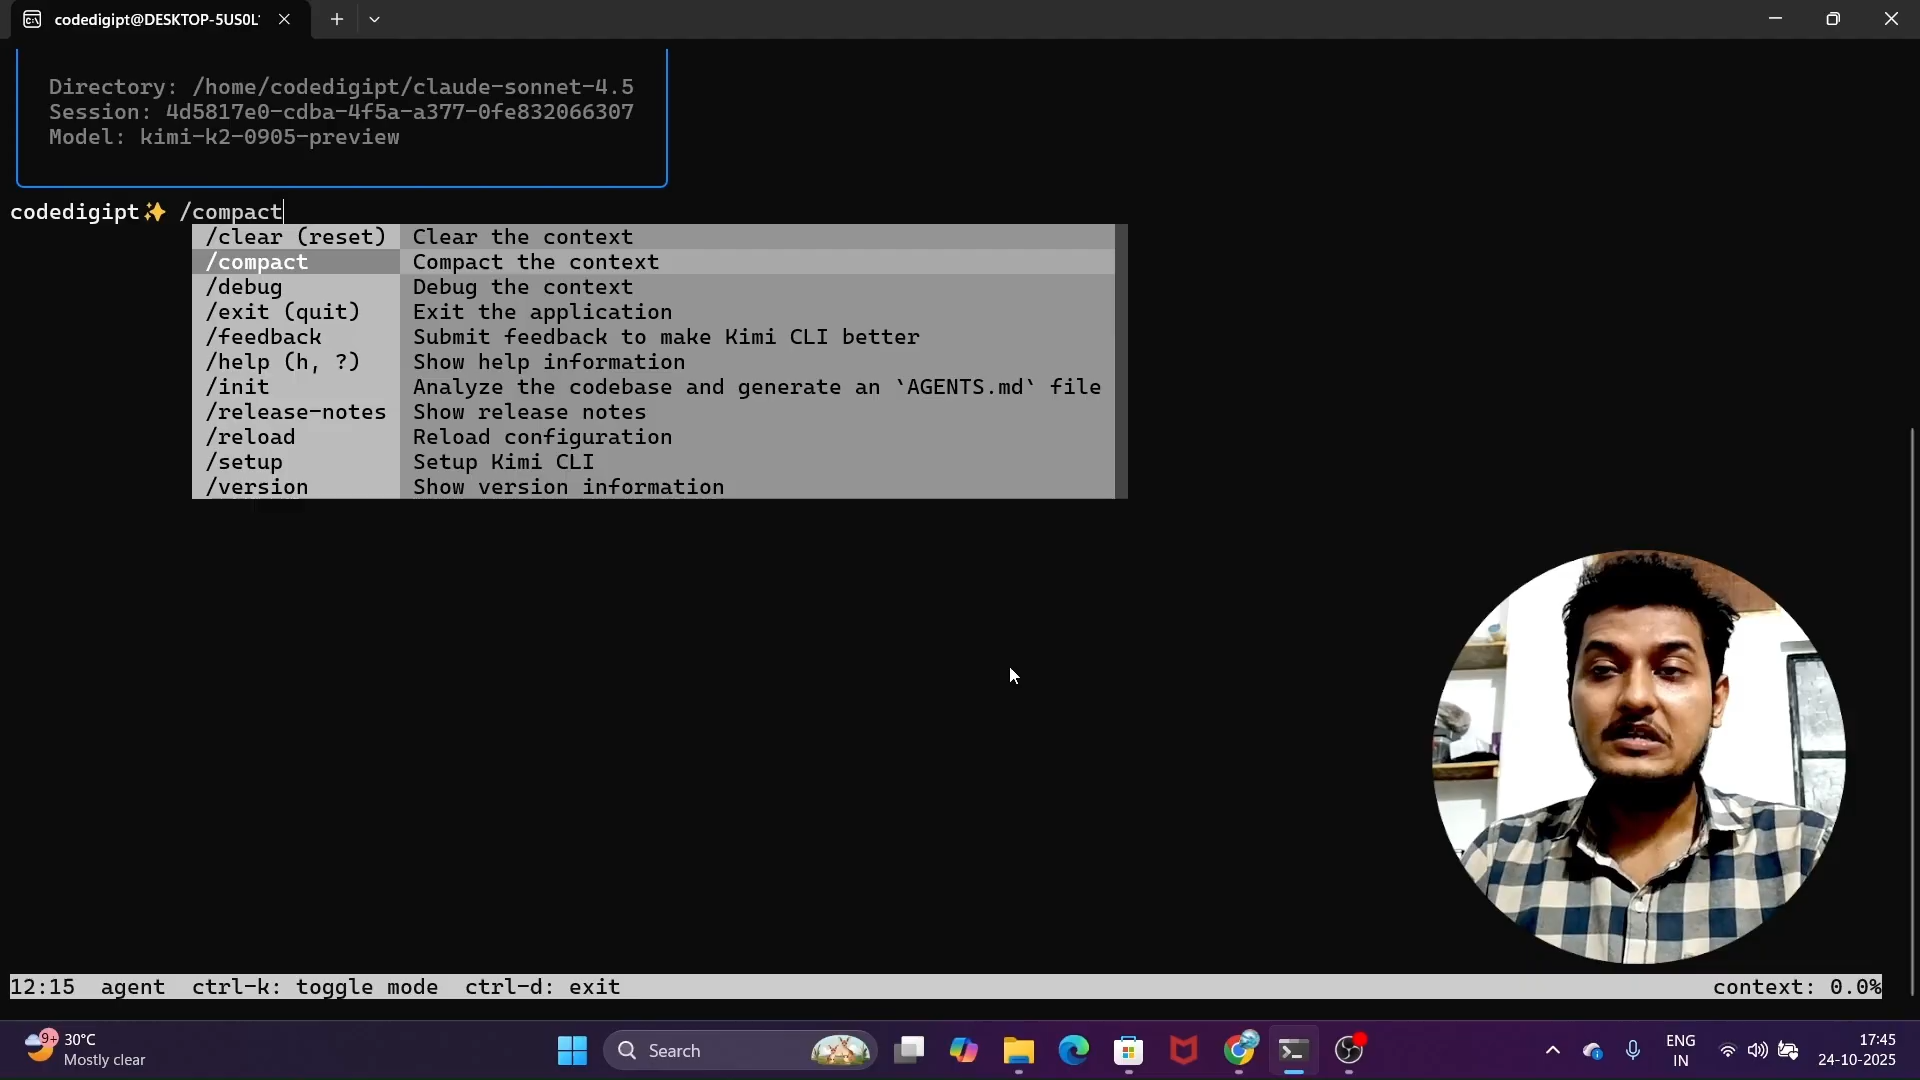 codedigipt@DESKTOP-5US0L
Directory: /home/codedigipt/claude-sonnet-4.5
Session: 4d5817e0-cdba-4f5a-a377-0fe832066307
Model: kimi-k2-0905-preview
codedigipt✨ /compact
/clear (reset) Clear the context
/compact Compact the context
/debug Debug the context
/exit (quit) Exit the application
/feedback Submit feedback to make Kimi CLI better
/help (h, ?) Show help information
/init Analyze the codebase and generate an `AGENTS.md` file
/release-notes Show release notes
/reload Reload configuration
/setup Setup Kimi CLI
/version Show version information
12:15 agent ctrl-k: toggle mode ctrl-d: exit context: 0.0%
9+ 30°C
Mostly clear
Search
ENG
IN
17:45
24-10-2025